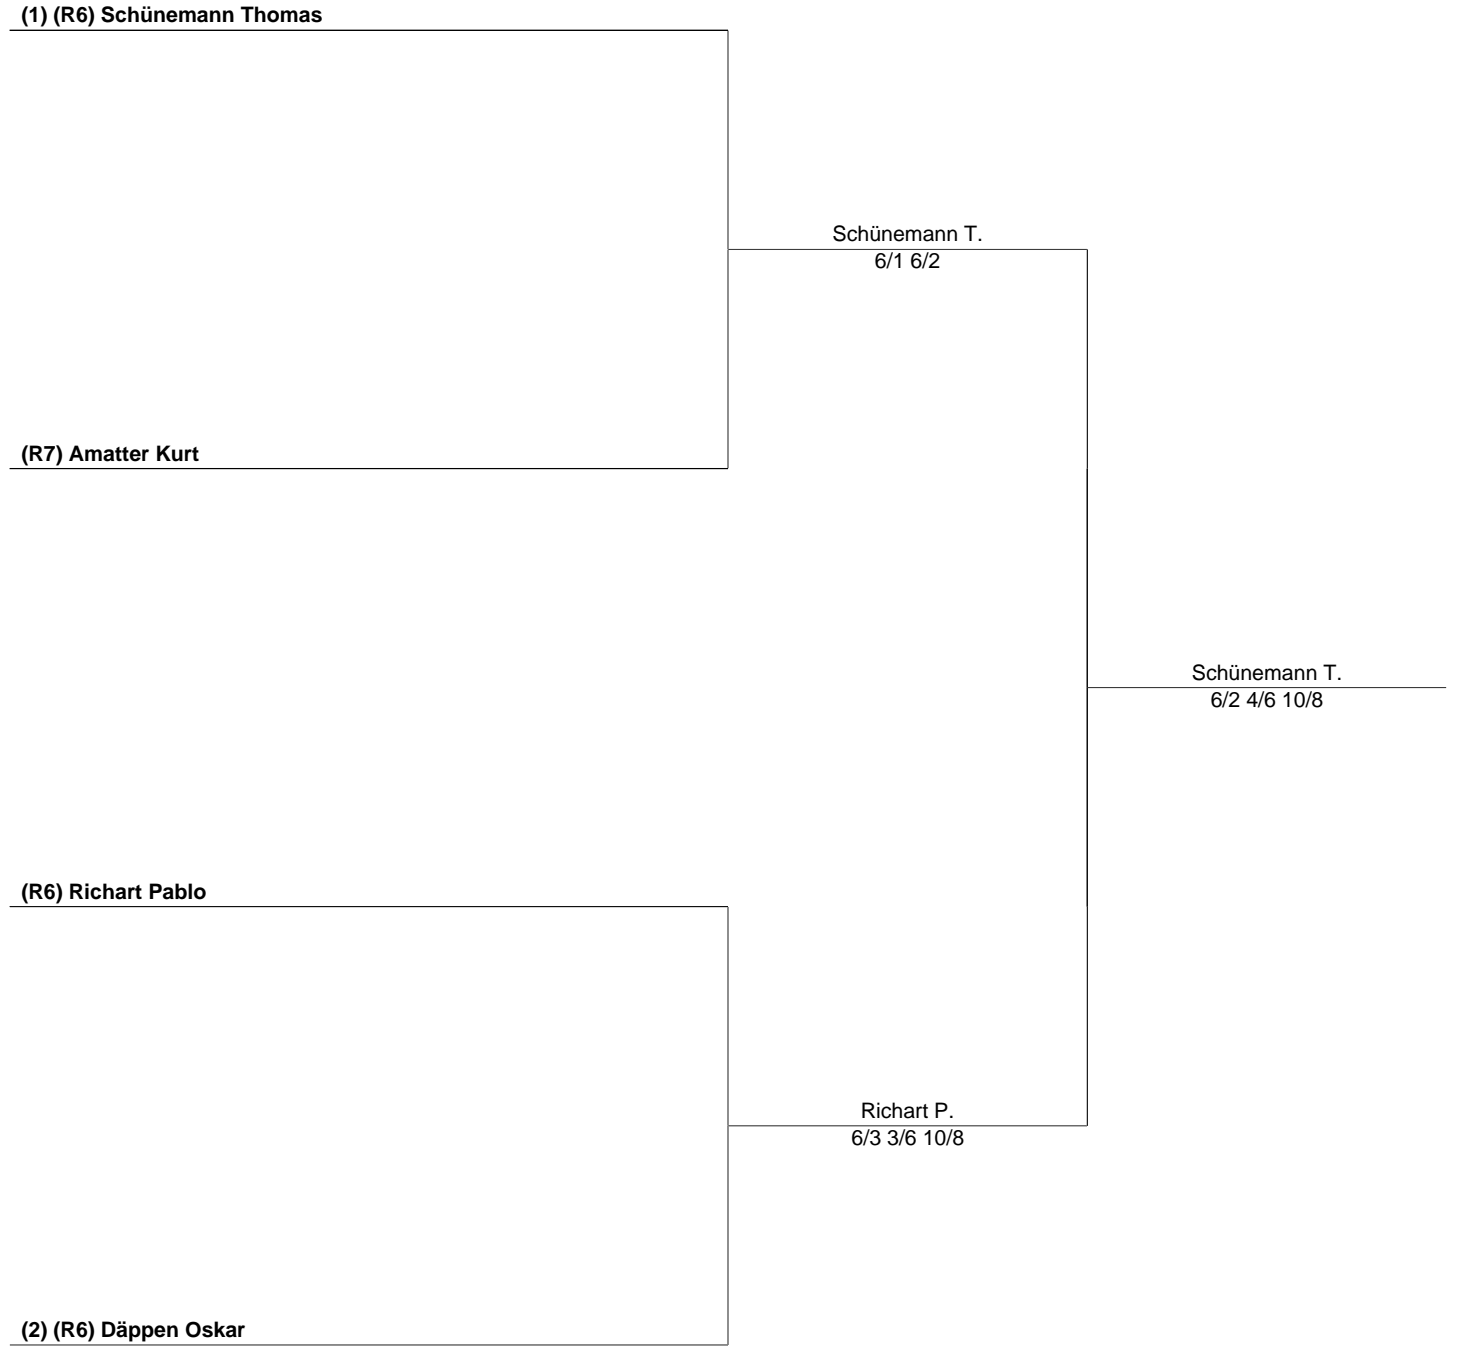 (1) (R6) Schünemann Thomas
Schünemann T.
6/1 6/2
(R7) Amatter Kurt
Schünemann T.
6/2 4/6 10/8
(R6) Richart Pablo
Richart P.
6/3 3/6 10/8
(2) (R6) Däppen Oskar